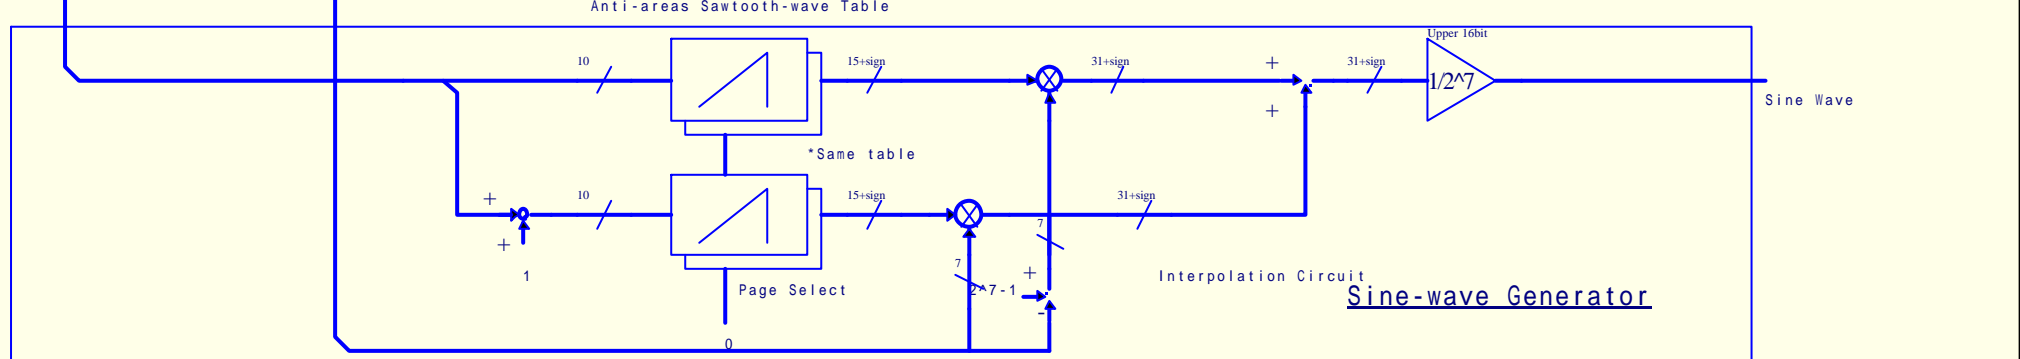 Anti-areas Sawtooth-wave Table
Upper 16bit
10
15+sign
31+sign
+
31+sign
1/2^7
+
Sine Wave
*Same table
+
10
15+sign
31+sign
7
+
7
+
1
Page Select
2^7-1
Interpolation Circuit
Sine-wave Generator
-
0